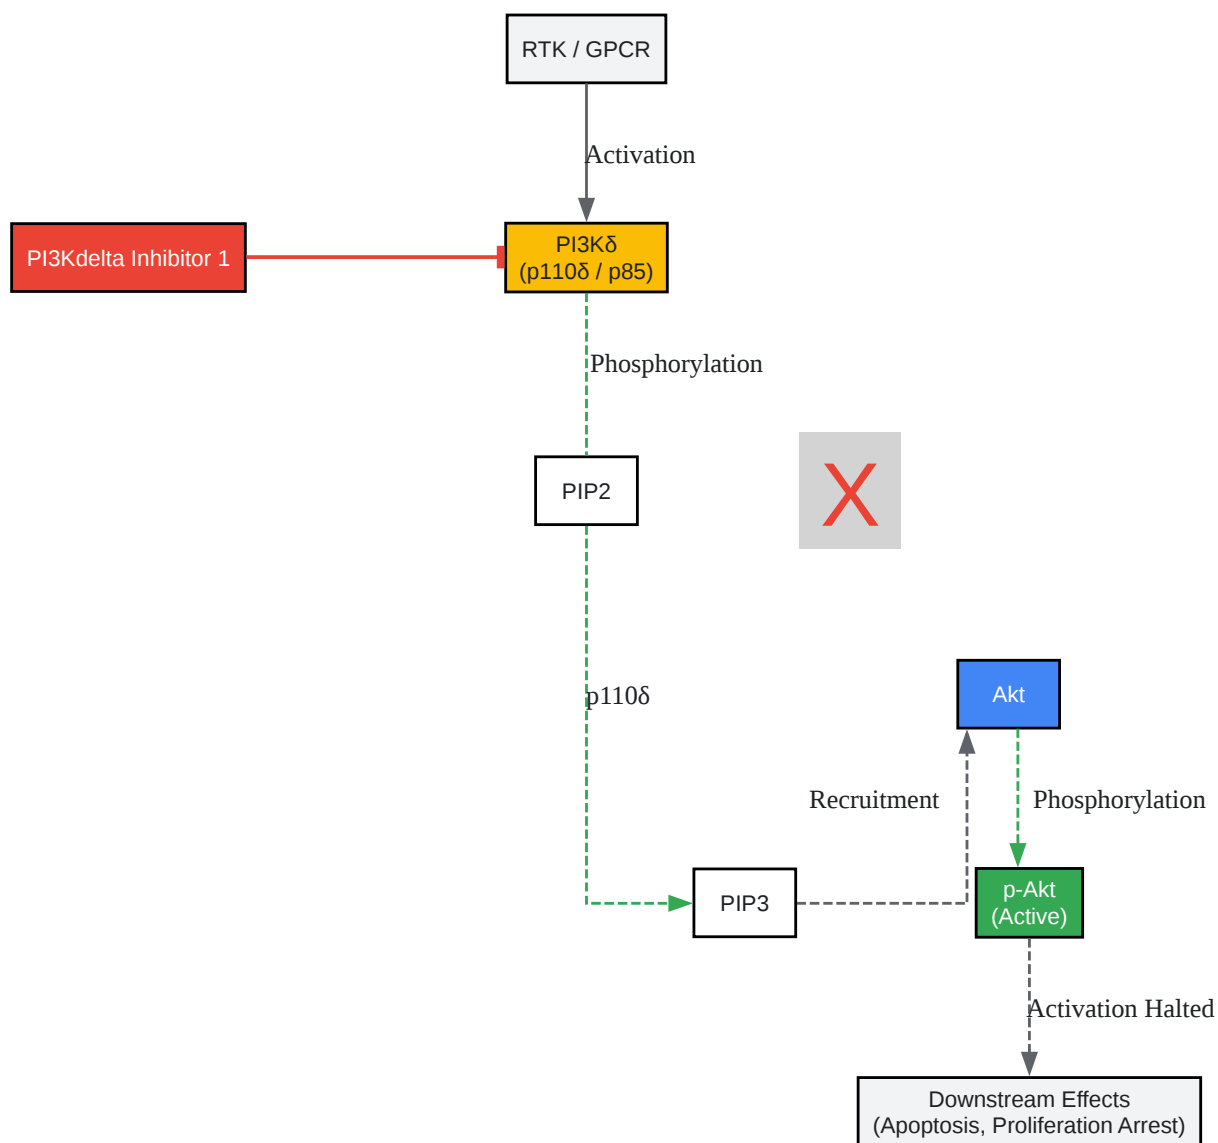 RTK / GPCR
Activation
PI3Kdelta Inhibitor 1
PI3Kδ
(p110δ / p85)
Phosphorylation
PIP2
X
p110δ
Akt
Recruitment
Phosphorylation
PIP3
p-Akt
(Active)
Activation Halted
Downstream Effects
(Apoptosis, Proliferation Arrest)